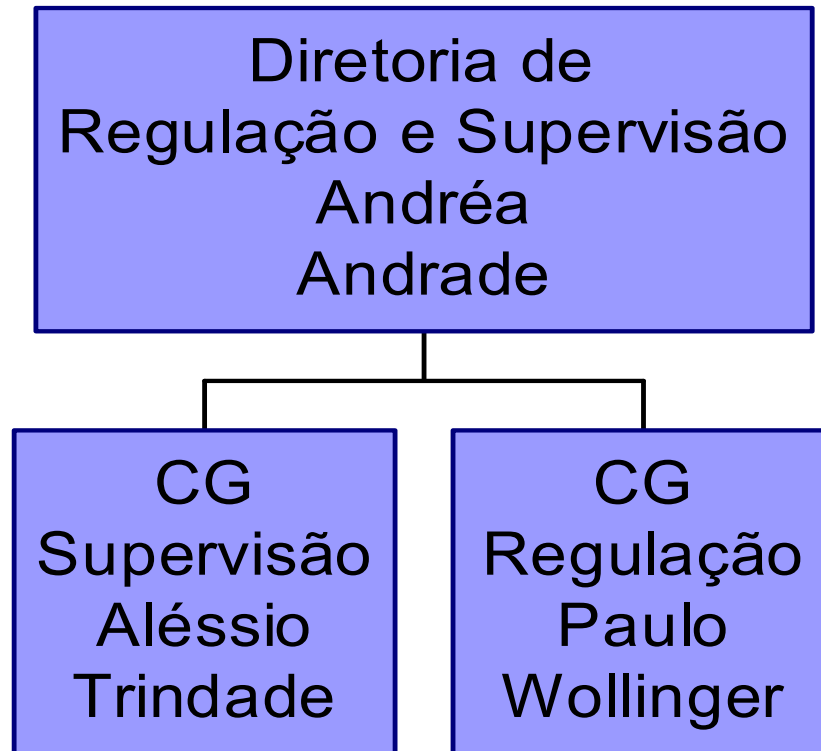 Diretoria de
Regulação e Supervisão
Andréa
Andrade
CG
Supervisão
Aléssio
Trindade
CG
Regulação
Paulo
Wollinger